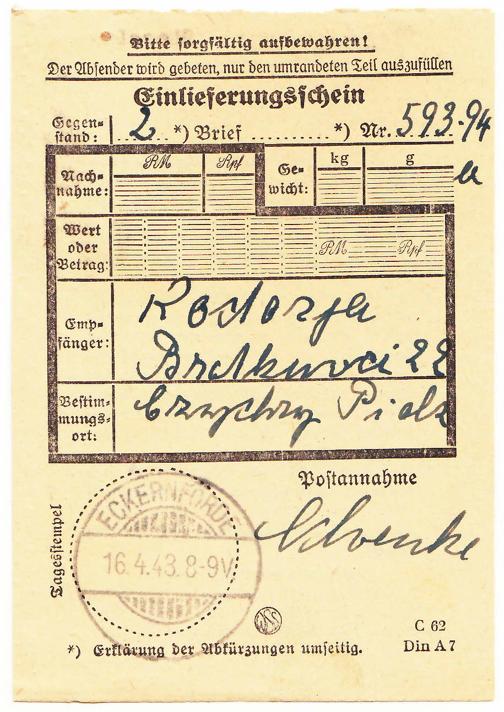 Bitte sorgfältig aufbewahren!
Der Absender wird gebeten, nur den umrandeten Teil auszufüllen
Einlieferungsschein
Gegen-
stand: 2 *) Brief .......... *) Nr. 593-94
a
Nach-
nahme: RM Rpf
Ge-
wicht: kg g
Wert
oder
Betrag: RM Rpf
Emp-
fänger:
22
Bestim-
mungs-
ort:
Postannahme
Tagesstempel
ECKERNFÖRDE
16.4.43. 8-9V
*) Erklärung der Abkürzungen umseitig.
C 62
Din A 7